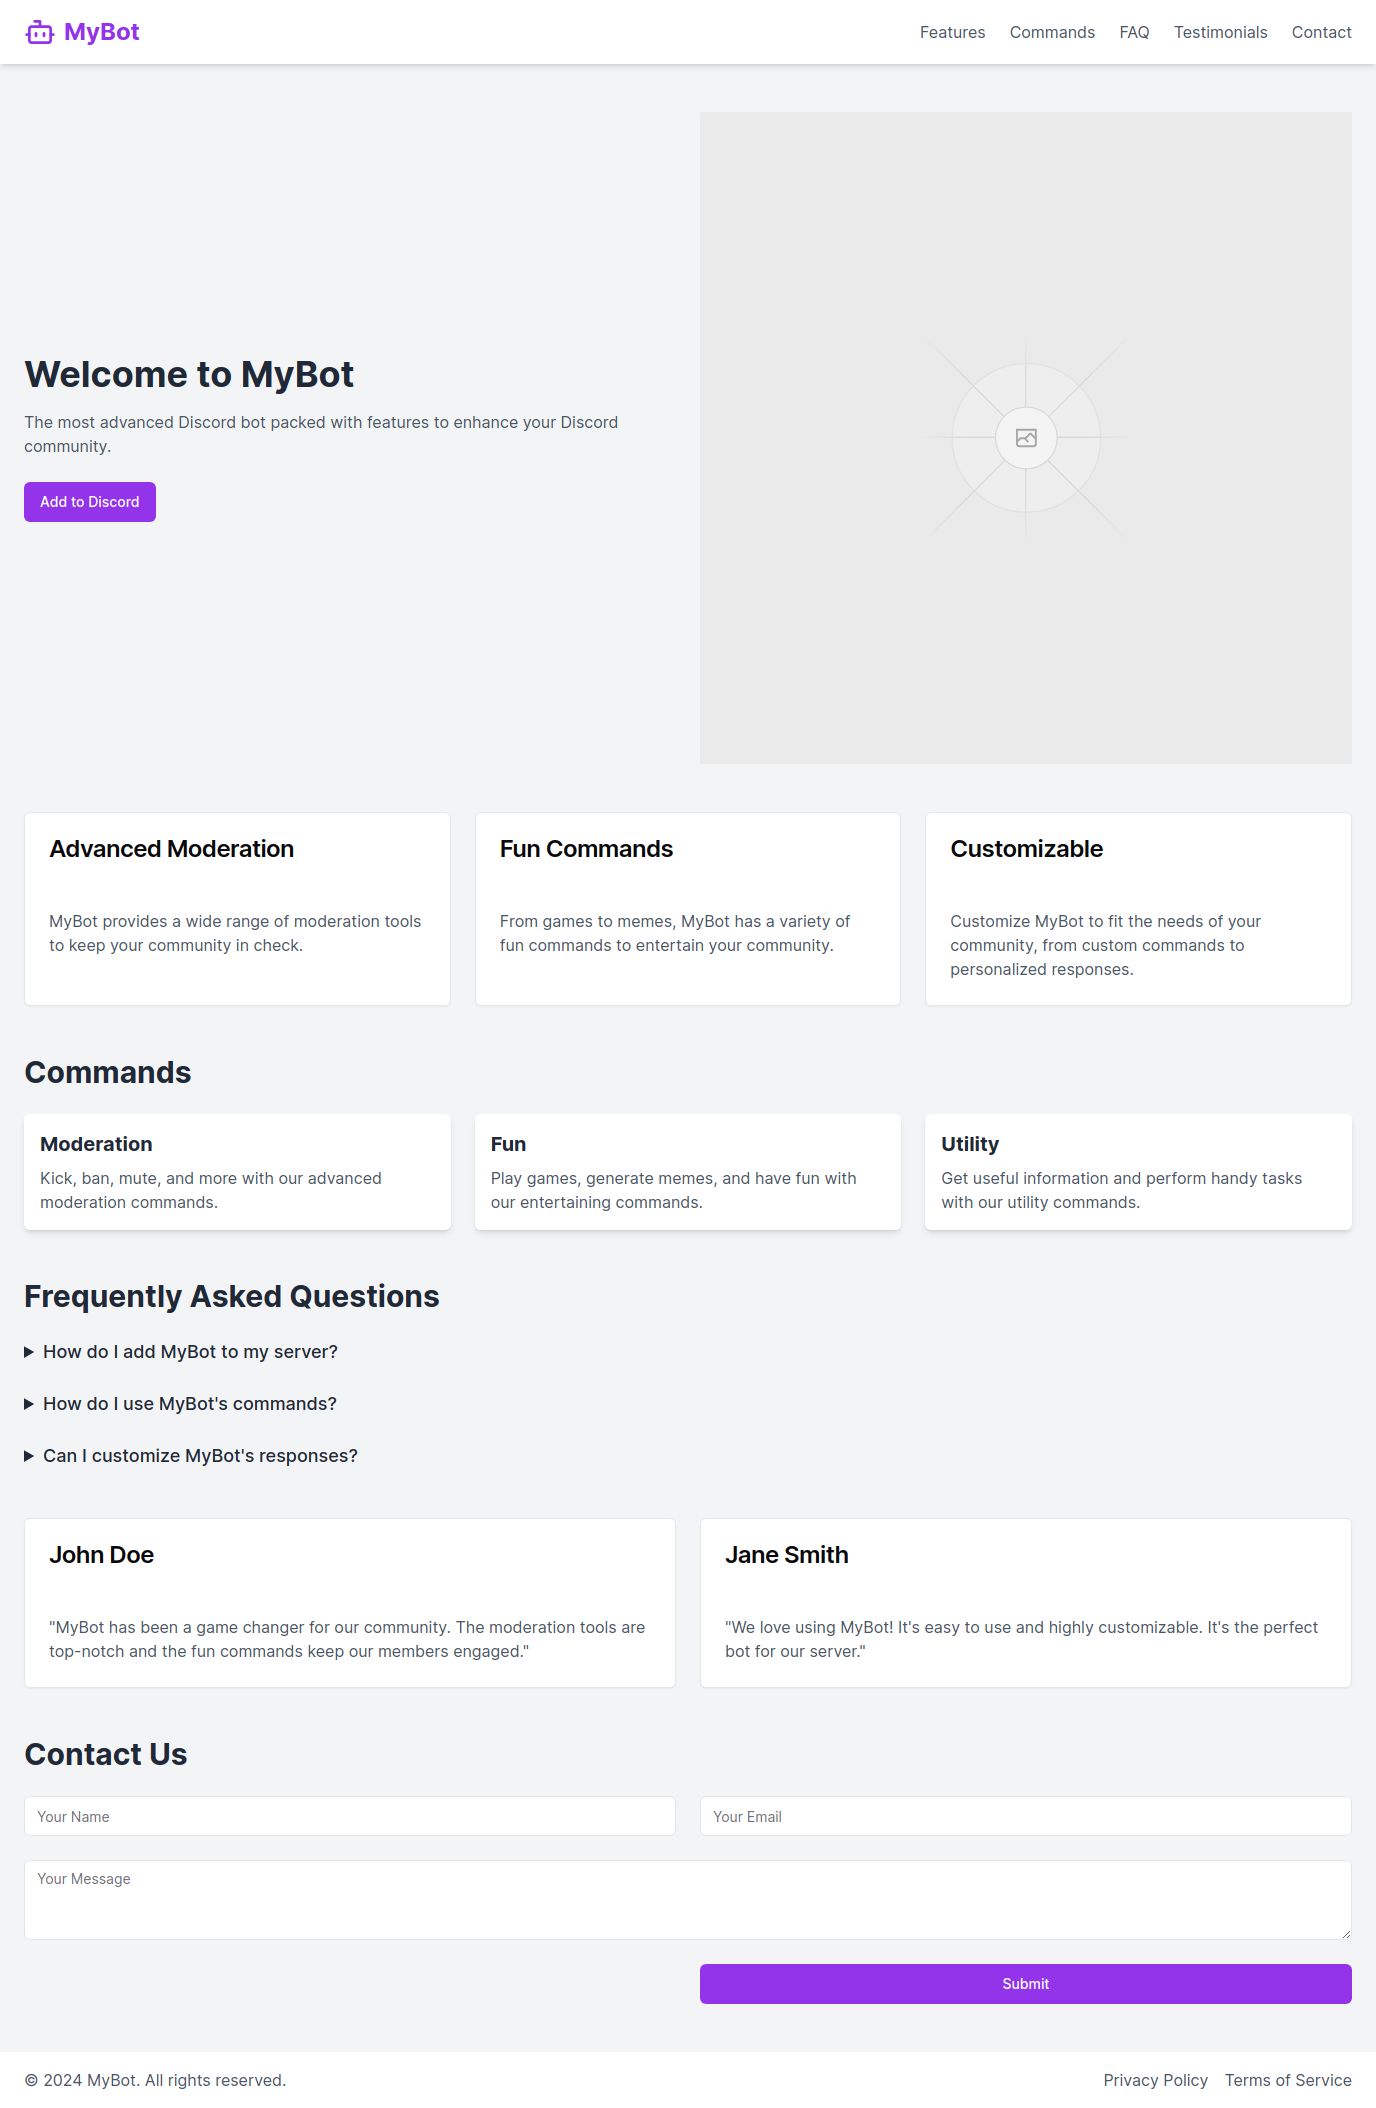 MyBot
Features Commands FAQ Testimonials Contact
Welcome to MyBot
The most advanced Discord bot packed with features to enhance your Discord
community.
Add to Discord
Advanced Moderation
MyBot provides a wide range of moderation tools
to keep your community in check.
Fun Commands
From games to memes, MyBot has a variety of
fun commands to entertain your community.
Customizable
Customize MyBot to fit the needs of your
community, from custom commands to
personalized responses.
Commands
Moderation
Kick, ban, mute, and more with our advanced
moderation commands.
Fun
Play games, generate memes, and have fun with
our entertaining commands.
Utility
Get useful information and perform handy tasks
with our utility commands.
Frequently Asked Questions
How do I add MyBot to my server?
How do I use MyBot's commands?
Can I customize MyBot's responses?
John Doe
"MyBot has been a game changer for our community. The moderation tools are
top-notch and the fun commands keep our members engaged."
Jane Smith
"We love using MyBot! It's easy to use and highly customizable. It's the perfect
bot for our server."
Contact Us
Your Name
Your Email
Your Message
Submit
© 2024 MyBot. All rights reserved.
Privacy Policy Terms of Service